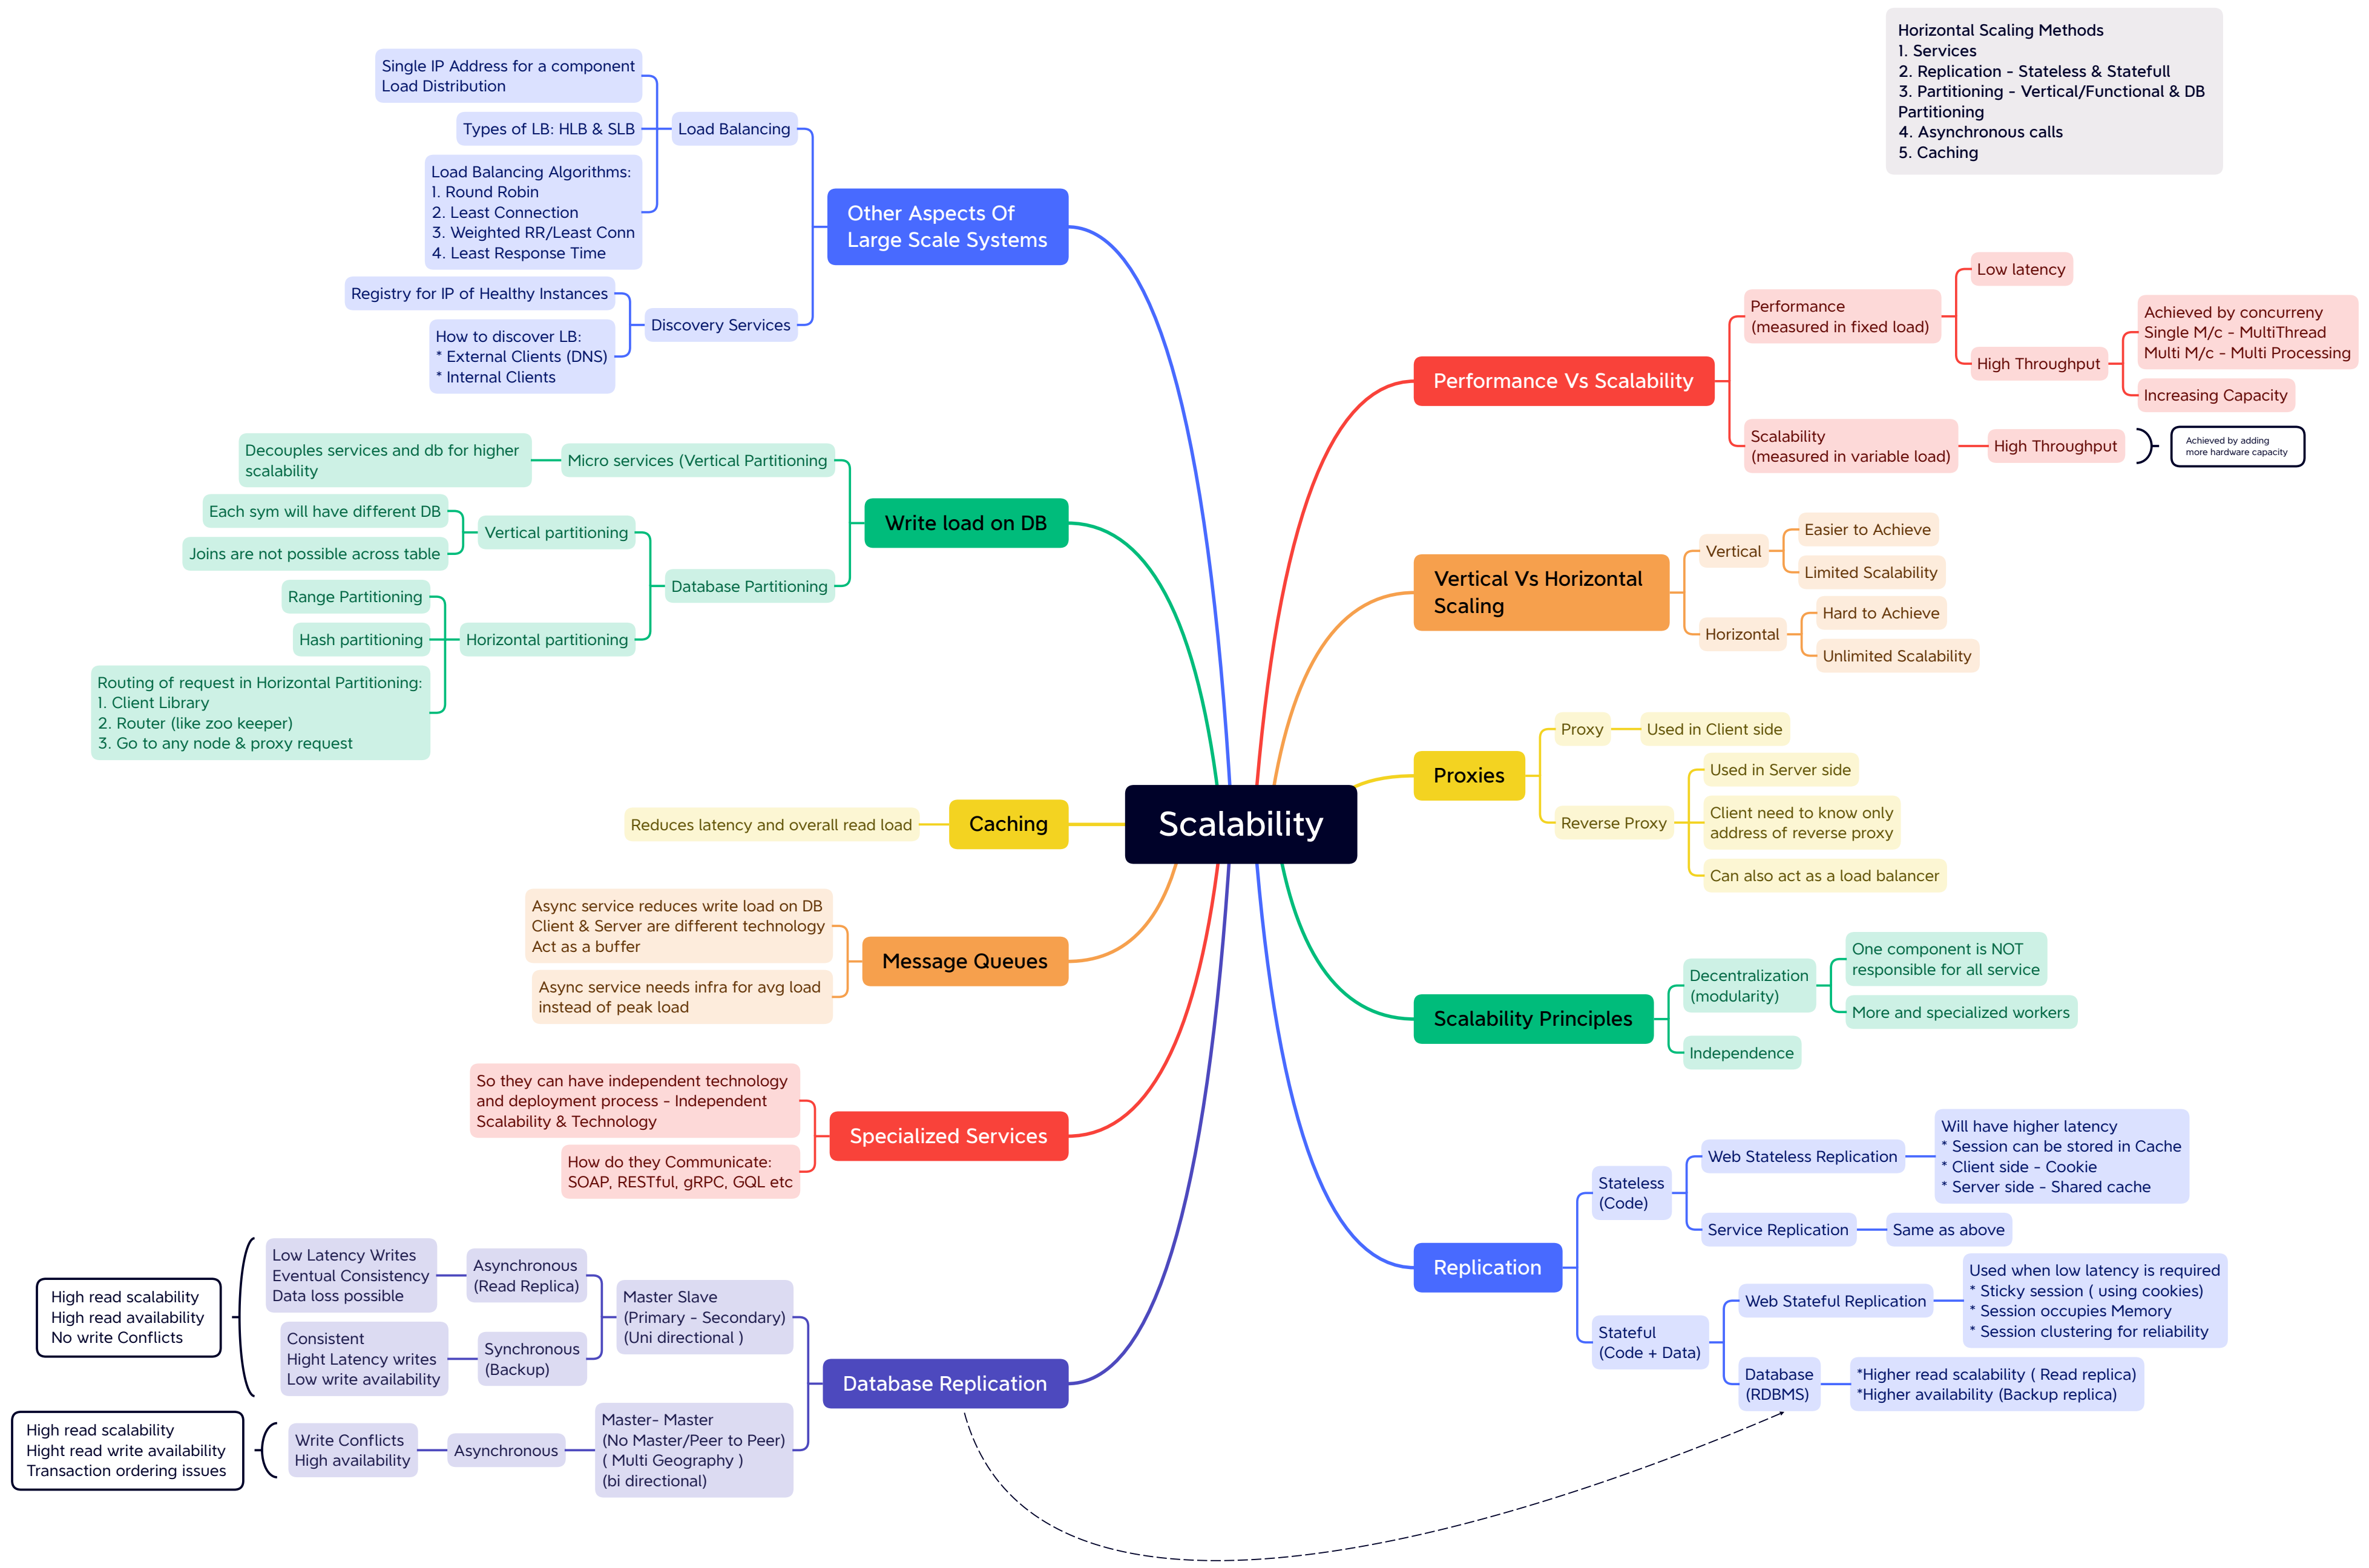 Horizontal Scaling Methods
1. Services
2. Replication - Stateless & Statefull
3. Partitioning - Vertical/Functional & DB
Partitioning
4. Asynchronous calls
5. Caching
Scalability
Performance Vs Scalability
Performance
(measured in fixed load)
Low latency
High Throughput
Achieved by concurreny
Single M/c - MultiThread
Multi M/c - Multi Processing
Increasing Capacity
Scalability
(measured in variable load)
High Throughput
Achieved by adding
more hardware capacity
Vertical Vs Horizontal
Scaling
Vertical
Easier to Achieve
Limited Scalability
Horizontal
Hard to Achieve
Unlimited Scalability
Proxies
Proxy
Used in Client side
Reverse Proxy
Used in Server side
Client need to know only
address of reverse proxy
Can also act as a load balancer
Scalability Principles
Decentralization
(modularity)
One component is NOT
responsible for all service
More and specialized workers
Independence
Replication
Stateless
(Code)
Web Stateless Replication
Will have higher latency
* Session can be stored in Cache
* Client side - Cookie
* Server side - Shared cache
Service Replication
Same as above
Stateful
(Code + Data)
Web Stateful Replication
Used when low latency is required
* Sticky session ( using cookies)
* Session occupies Memory
* Session clustering for reliability
Database
(RDBMS)
*Higher read scalability ( Read replica)
*Higher availability (Backup replica)
Other Aspects Of
Large Scale Systems
Load Balancing
Single IP Address for a component
Load Distribution
Types of LB: HLB & SLB
Load Balancing Algorithms:
1. Round Robin
2. Least Connection
3. Weighted RR/Least Conn
4. Least Response Time
Discovery Services
Registry for IP of Healthy Instances
How to discover LB:
* External Clients (DNS)
* Internal Clients
Write load on DB
Micro services (Vertical Partitioning
Decouples services and db for higher
scalability
Database Partitioning
Vertical partitioning
Each sym will have different DB
Joins are not possible across table
Horizontal partitioning
Range Partitioning
Hash partitioning
Routing of request in Horizontal Partitioning:
1. Client Library
2. Router (like zoo keeper)
3. Go to any node & proxy request
Caching
Reduces latency and overall read load
Message Queues
Async service reduces write load on DB
Client & Server are different technology
Act as a buffer
Async service needs infra for avg load
instead of peak load
Specialized Services
So they can have independent technology
and deployment process - Independent
Scalability & Technology
How do they Communicate:
SOAP, RESTful, gRPC, GQL etc
Database Replication
Master Slave
(Primary - Secondary)
(Uni directional )
Asynchronous
(Read Replica)
Low Latency Writes
Eventual Consistency
Data loss possible
Synchronous
(Backup)
Consistent
Hight Latency writes
Low write availability
High read scalability
High read availability
No write Conflicts
Master- Master
(No Master/Peer to Peer)
( Multi Geography )
(bi directional)
Asynchronous
Write Conflicts
High availability
High read scalability
Hight read write availability
Transaction ordering issues